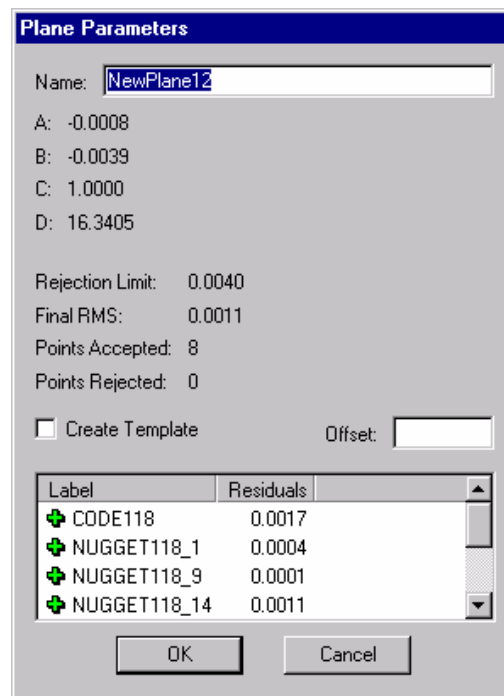 Plane Parameters
Name: NewPlane12
A: -0.0008
B: -0.0039
C: 1.0000
D: 16.3405
Rejection Limit: 0.0040
Final RMS: 0.0011
Points Accepted: 8
Points Rejected: 0
Create Template Offset:
Label Residuals
CODE118 0.0017
NUGGET118_1 0.0004
NUGGET118_9 0.0001
NUGGET118_14 0.0011
OK Cancel